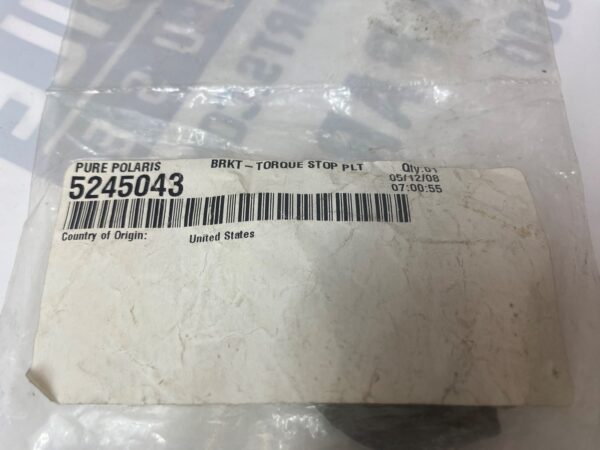 PURE POLARIS BRKT-TORQUE STOP PLT Qty:01
5245043 05/12/08
07:00:55
Country of Origin: United States